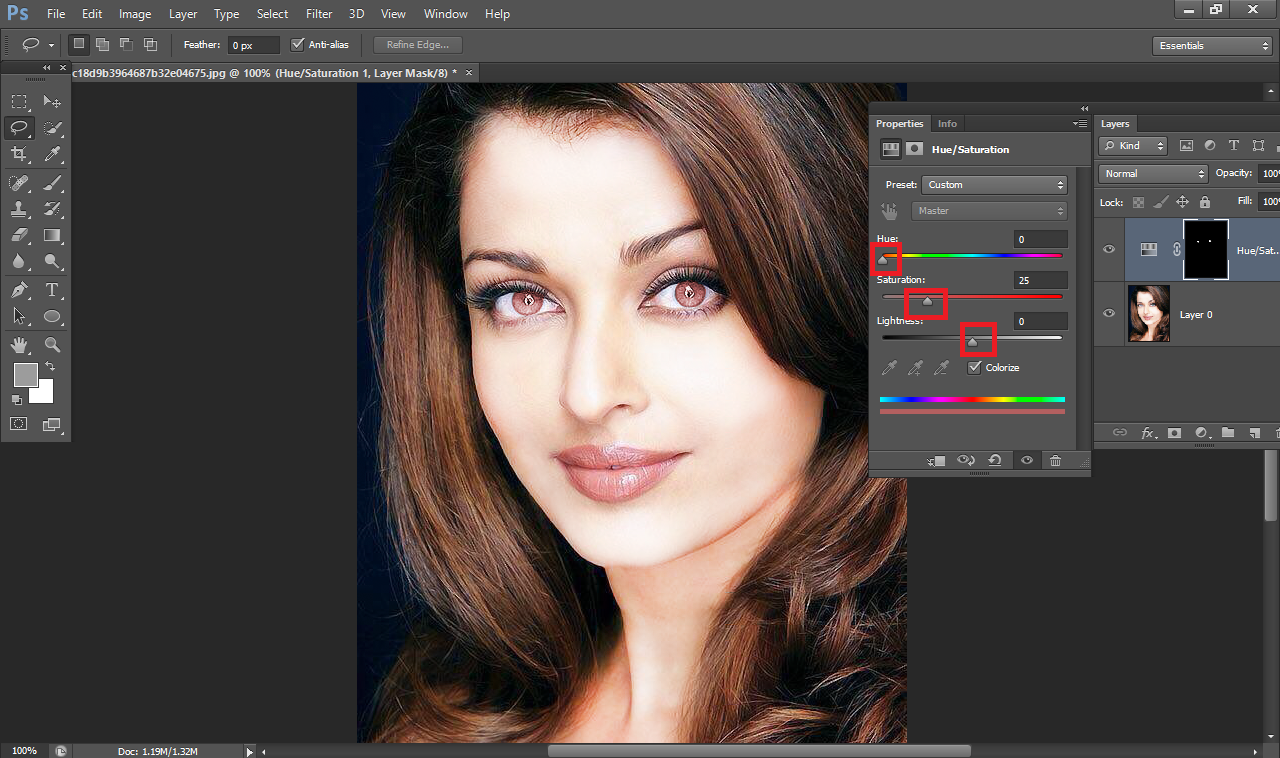 Ps File Edit Image Layer Type Select Filter 3D View Window Help
Feather: 0 px Anti-alias Refine Edge... Essentials
c18d9b3964687b32e04675.jpg @ 100% (Hue/Saturation 1, Layer Mask/8) * ×
Properties Info
Hue/Saturation
Preset: Custom
Master
Hue: 0
Saturation: 25
Lightness: 0
Colorize
Layers
Kind
Normal Opacity: 100%
Lock: Fill: 100%
Hue/Sat...
Layer 0
fx
100% Doc: 1.19M/1.32M